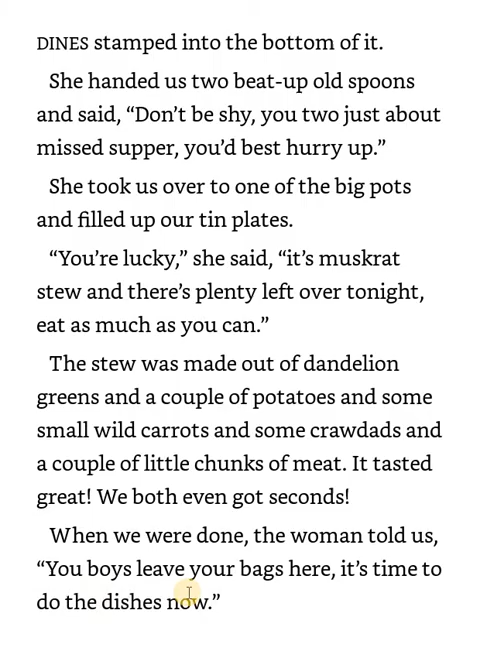 DINES stamped into the bottom of it.
She handed us two beat-up old spoons
and said, “Don’t be shy, you two just about
missed supper, you’d best hurry up.”
She took us over to one of the big pots
and filled up our tin plates.
“You’re lucky,” she said, “it’s muskrat
stew and there’s plenty left over tonight,
eat as much as you can.”
The stew was made out of dandelion
greens and a couple of potatoes and some
small wild carrots and some crawdads and
a couple of little chunks of meat. It tasted
great! We both even got seconds!
When we were done, the woman told us,
“You boys leave your bags here, it’s time to
do the dishes now.”